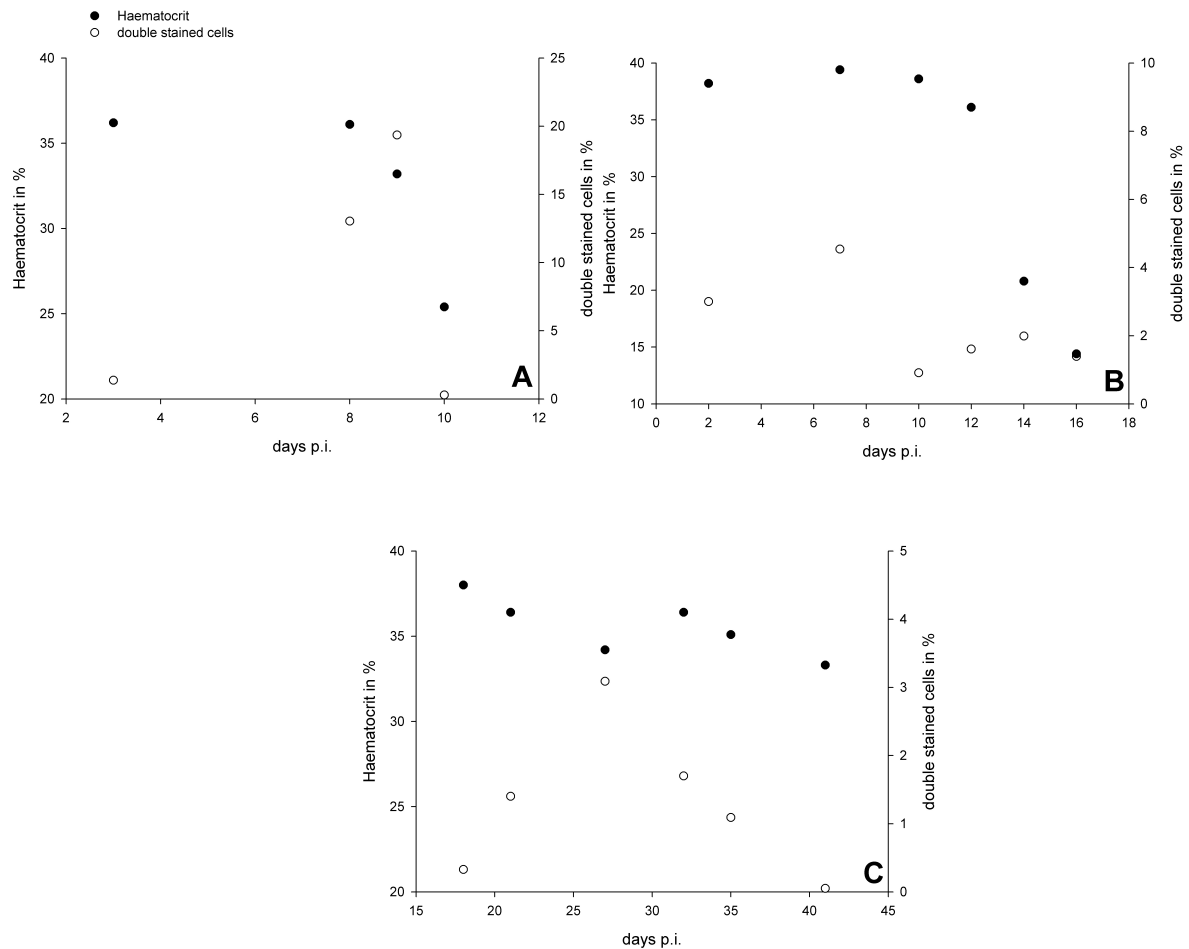 Haematocrit
double stained cells
40
35
30
25
20
Haematocrit in %
25
20
15
10
5
0
double stained cells in %
2 4 6 8 10 12
days p.i.
A
40
35
30
25
20
15
10
Haematocrit in %
10
8
6
4
2
0
double stained cells in %
0 2 4 6 8 10 12 14 16 18
days p.i.
B
40
35
30
25
20
Haematocrit in %
5
4
3
2
1
0
double stained cells in %
15 20 25 30 35 40 45
days p.i.
C